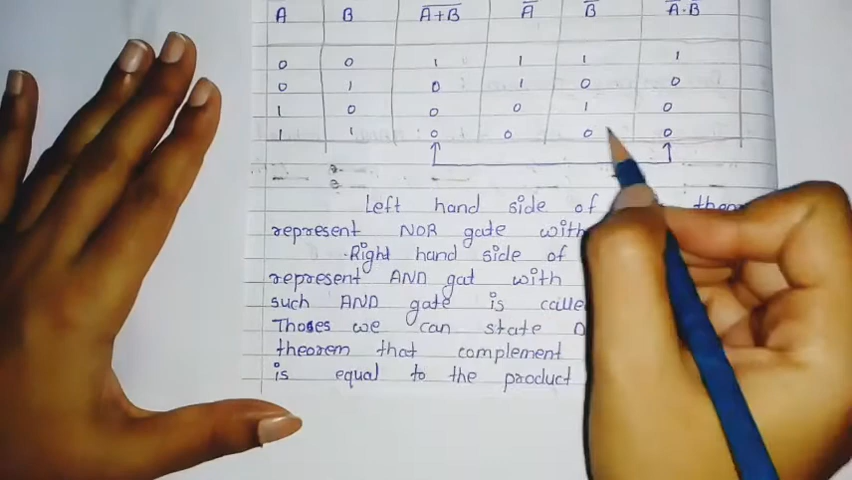 A B A+B̅ A̅ B̅ A̅·B̅
0 0 1 1 1 1
0 1 0 1 0 0
1 0 0 0 1 0
1 1 0 0 0 0
Left hand side of theo
represent NOR gate with
Right hand side of
represent AND gat with
such AND gate is calle
Thoses we can state D
theorem that complement
is equal to the product